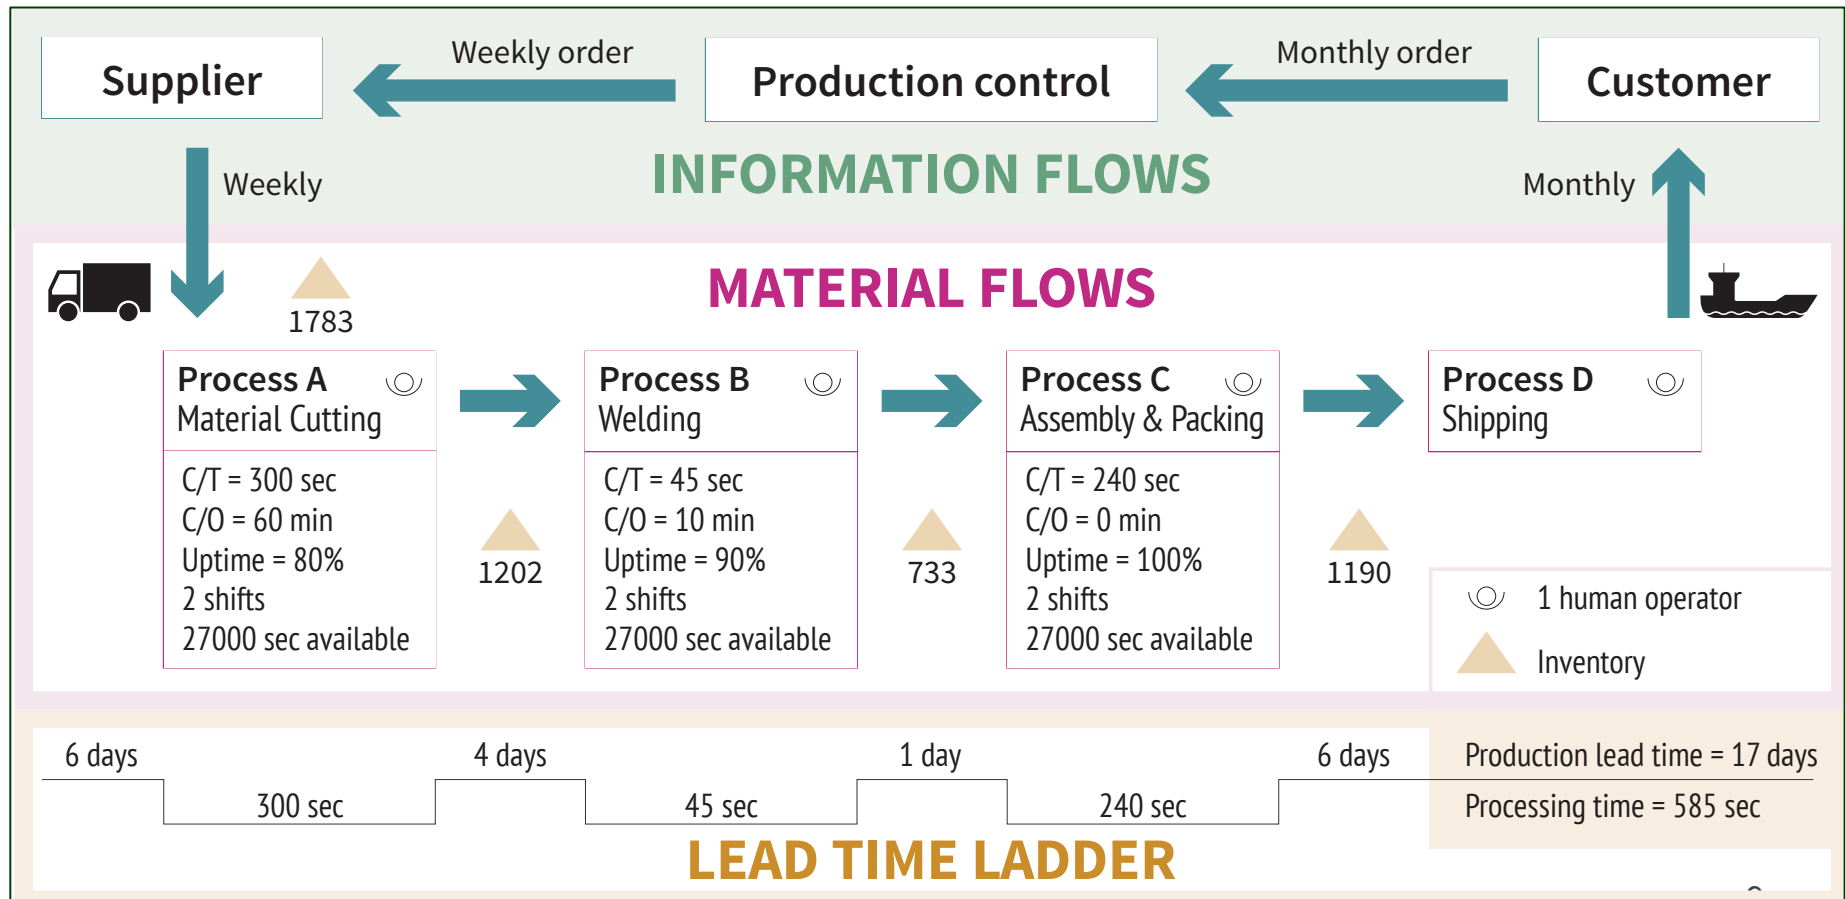 Supplier
Weekly order
Production control
Monthly order
Customer
Weekly
INFORMATION FLOWS
Monthly
MATERIAL FLOWS
1783
Process A
Material Cutting
C/T = 300 sec
C/O = 60 min
Uptime = 80%
2 shifts
27000 sec available
1202
Process B
Welding
C/T = 45 sec
C/O = 10 min
Uptime = 90%
2 shifts
27000 sec available
733
Process C
Assembly & Packing
C/T = 240 sec
C/O = 0 min
Uptime = 100%
2 shifts
27000 sec available
1190
Process D
Shipping
1 human operator
Inventory
6 days
300 sec
4 days
45 sec
1 day
240 sec
6 days
Production lead time = 17 days
Processing time = 585 sec
LEAD TIME LADDER